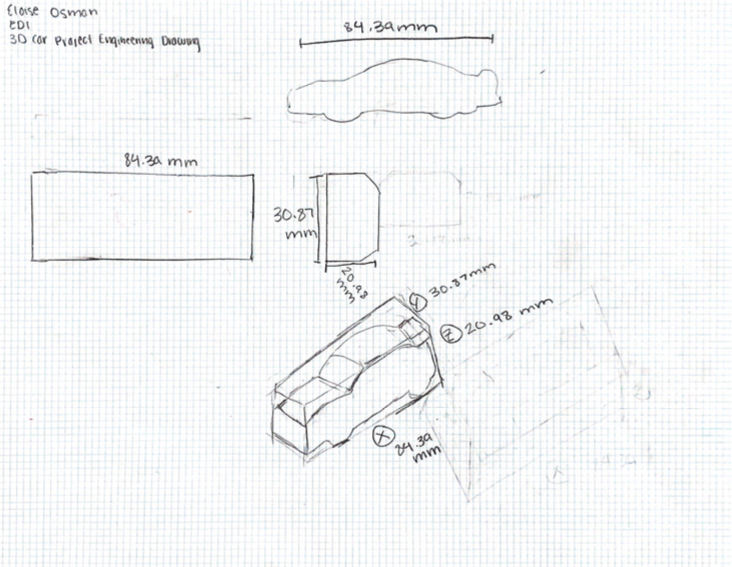 Eloise Osmon
EDI
3D Car Project Engineering Drawing
84.39mm
84.39 mm
30.87
mm
20.98
mm
Y 30.87mm
Z 20.98 mm
X 84.39
mm